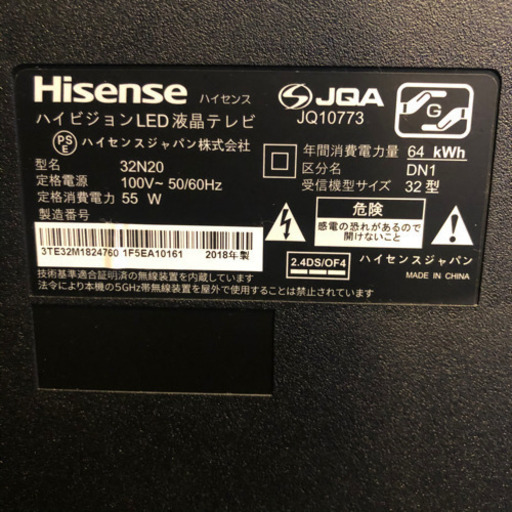 Hisense ハイセンス
ハイビジョンLED液晶テレビ
PS E ハイセンスジャパン株式会社
型名 32N20
定格電源 100V~ 50/60Hz
定格消費電力 55 W
製造番号
3TE32M1824760 1F5EA10161 2018年製
技術基準適合証明済の無線装置を内蔵しています
法令により本機の5GHz帯無線装置を屋外で使用することは禁止されています
JQA
JQ10773
G
年間消費電力量 64 kWh
区分名 DN1
受信機型サイズ 32 型
危険
感電の恐れがあるので
開けないこと
2.4DS/OF4
ハイセンスジャパン
MADE IN CHINA